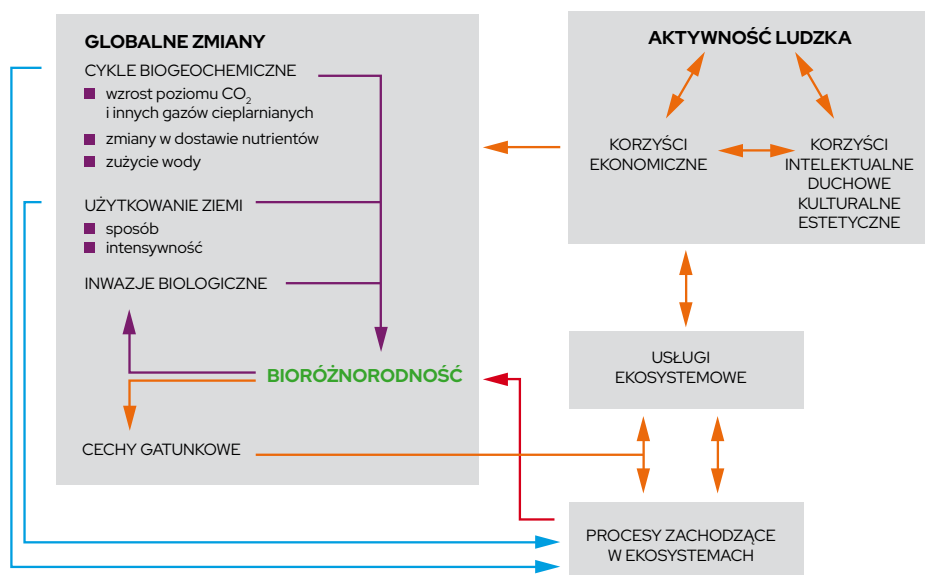 GLOBALNE ZMIANY
CYKLE BIOGEOCHEMICZNE
wzrost poziomu CO₂
i innych gazów cieplarnianych
zmiany w dostawie nutrientów
zużycie wody
UŻYTKOWANIE ZIEMI
sposób
intensywność
INWAZJE BIOLOGICZNE
BIORÓŻNORODNOŚĆ
CECHY GATUNKOWE
AKTYWNOŚĆ LUDZKA
KORZYŚCI
EKONOMICZNE
KORZYŚCI
INTELEKTUALNE
DUCHOWE
KULTURALNE
ESTETYCZNE
USŁUGI
EKOSYSTEMOWE
PROCESY ZACHODZĄCE
W EKOSYSTEMACH